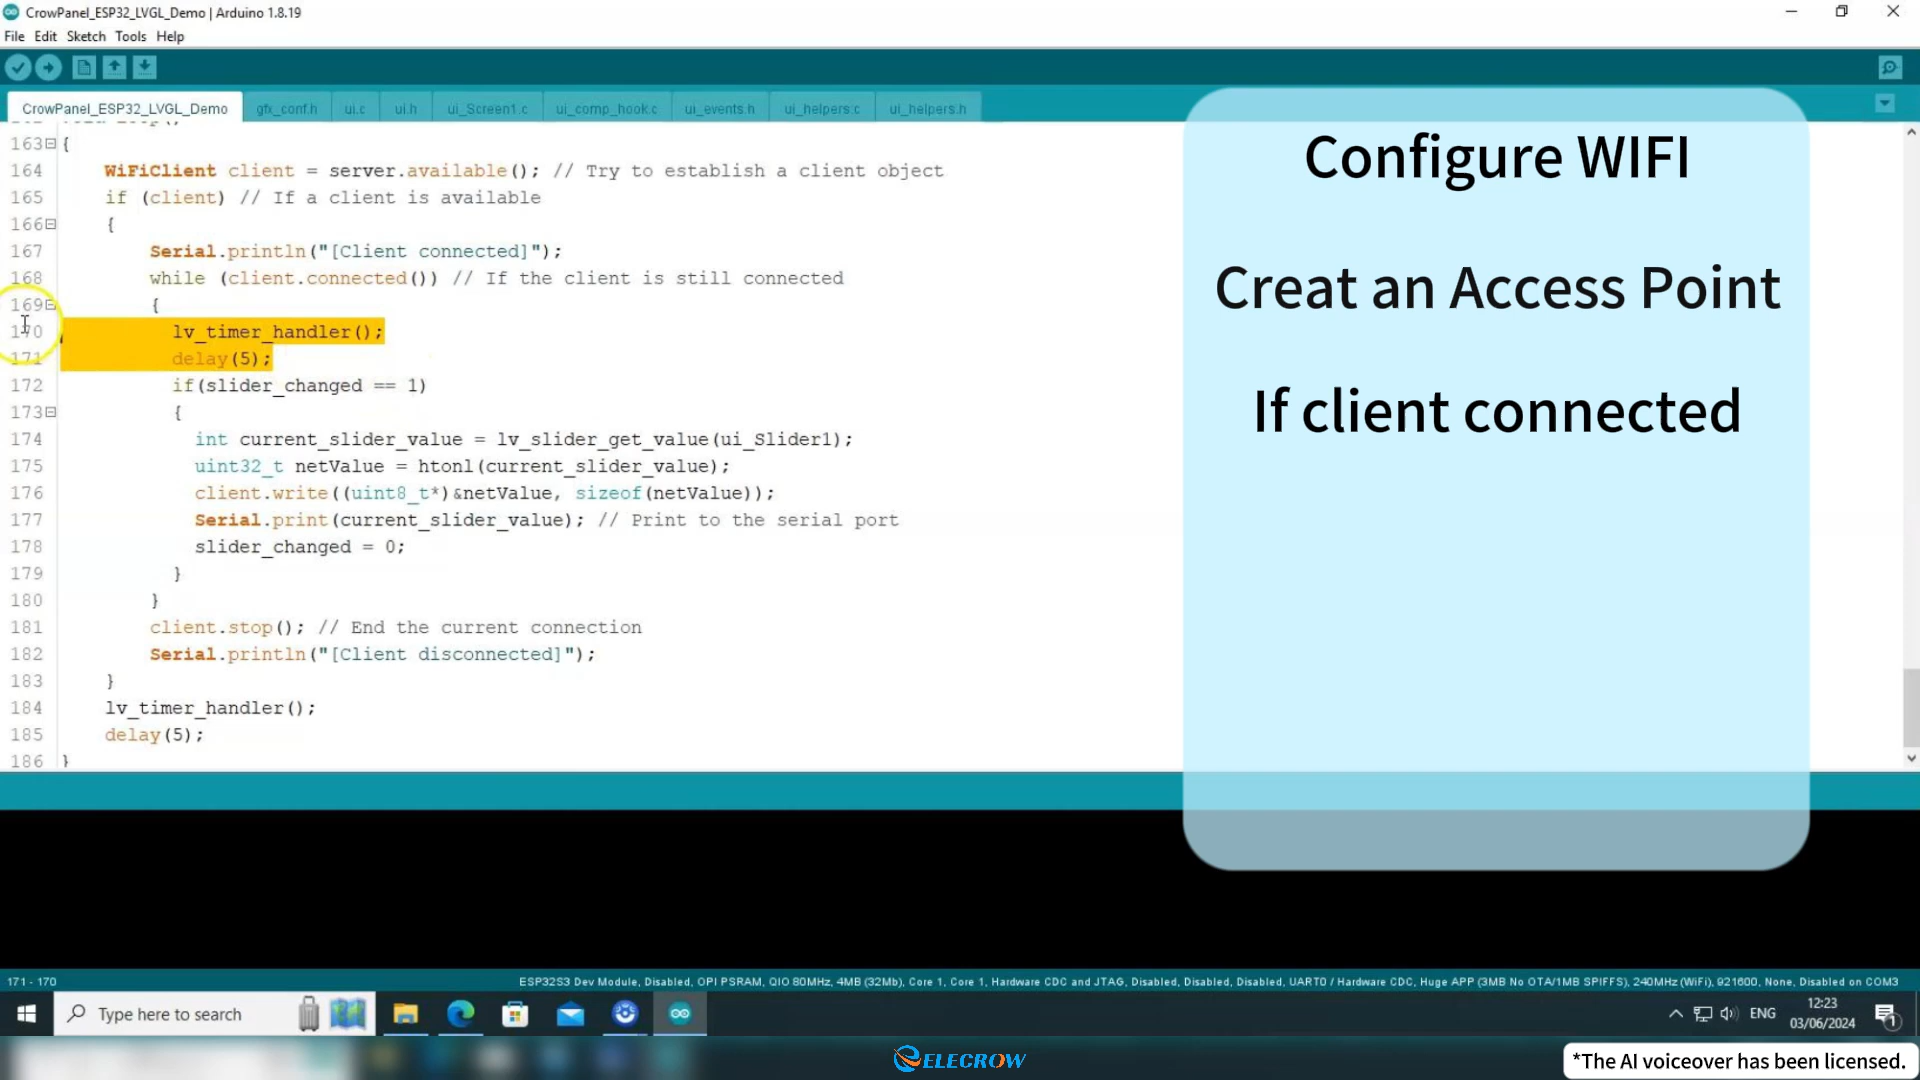 CrowPanel_ESP32_LVGL_Demo | Arduino 1.8.19
File Edit Sketch Tools Help
CrowPanel_ESP32_LVGL_Demo gfx_conf.h ui.c ui.h ui_Screen1.c ui_comp_hook.c ui_events.h ui_helpers.c ui_helpers.h
163 {
164 WiFiClient client = server.available(); // Try to establish a client object
165 if (client) // If a client is available
166 {
167 Serial.println("[Client connected]");
168 while (client.connected()) // If the client is still connected
169 {
170 lv_timer_handler();
171 delay(5);
172 if(slider_changed == 1)
173 {
174 int current_slider_value = lv_slider_get_value(ui_Slider1);
175 uint32_t netValue = htonl(current_slider_value);
176 client.write((uint8_t*)&netValue, sizeof(netValue));
177 Serial.print(current_slider_value); // Print to the serial port
178 slider_changed = 0;
179 }
180 }
181 client.stop(); // End the current connection
182 Serial.println("[Client disconnected]");
183 }
184 lv_timer_handler();
185 delay(5);
186 }
Configure WIFI
Creat an Access Point
If client connected
171 - 170
ESP32S3 Dev Module, Disabled, OPI PSRAM, QIO 80MHz, 4MB (32Mb), Core 1, Core 1, Hardware CDC and JTAG, Disabled, Disabled, Disabled, UART0 / Hardware CDC, Huge APP (3MB No OTA/1MB SPIFFS), 240MHz (WiFi), 921600, None, Disabled on COM3
Type here to search
ENG
12:23
03/06/2024
1
ELECROW
*The AI voiceover has been licensed.